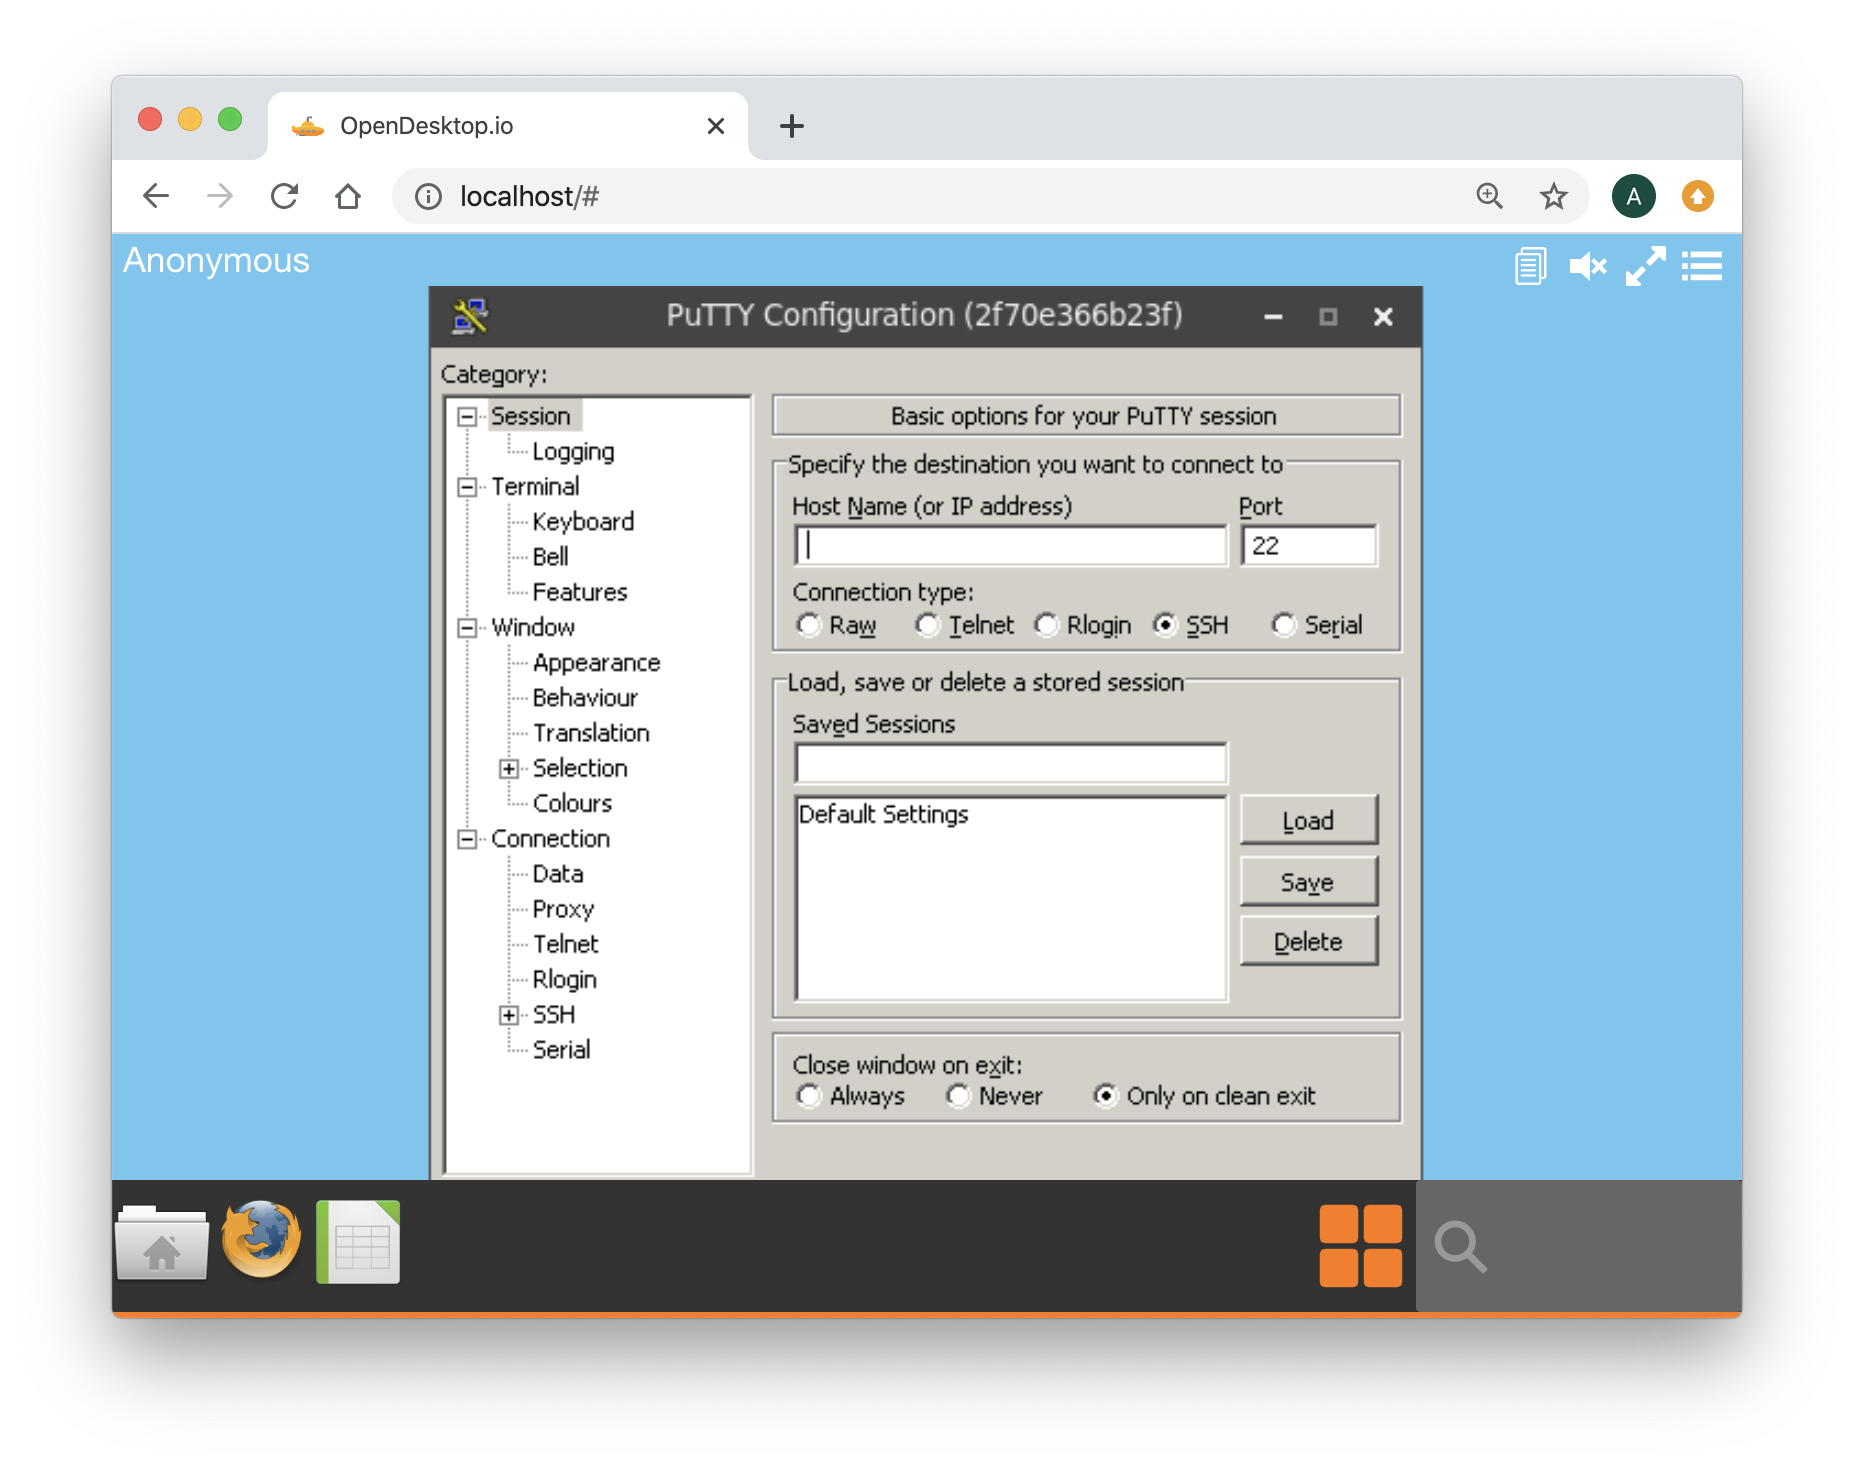 OpenDesktop.io
localhost/#
A
Anonymous
PuTTY Configuration (2f70e366b23f)
Category:
Session
Logging
Terminal
Keyboard
Bell
Features
Window
Appearance
Behaviour
Translation
Selection
Colours
Connection
Data
Proxy
Telnet
Rlogin
SSH
Serial
Basic options for your PuTTY session
Specify the destination you want to connect to
Host Name (or IP address) Port
22
Connection type:
Raw Telnet Rlogin SSH Serial
Load, save or delete a stored session
Saved Sessions
Default Settings
Load
Save
Delete
Close window on exit:
Always Never Only on clean exit